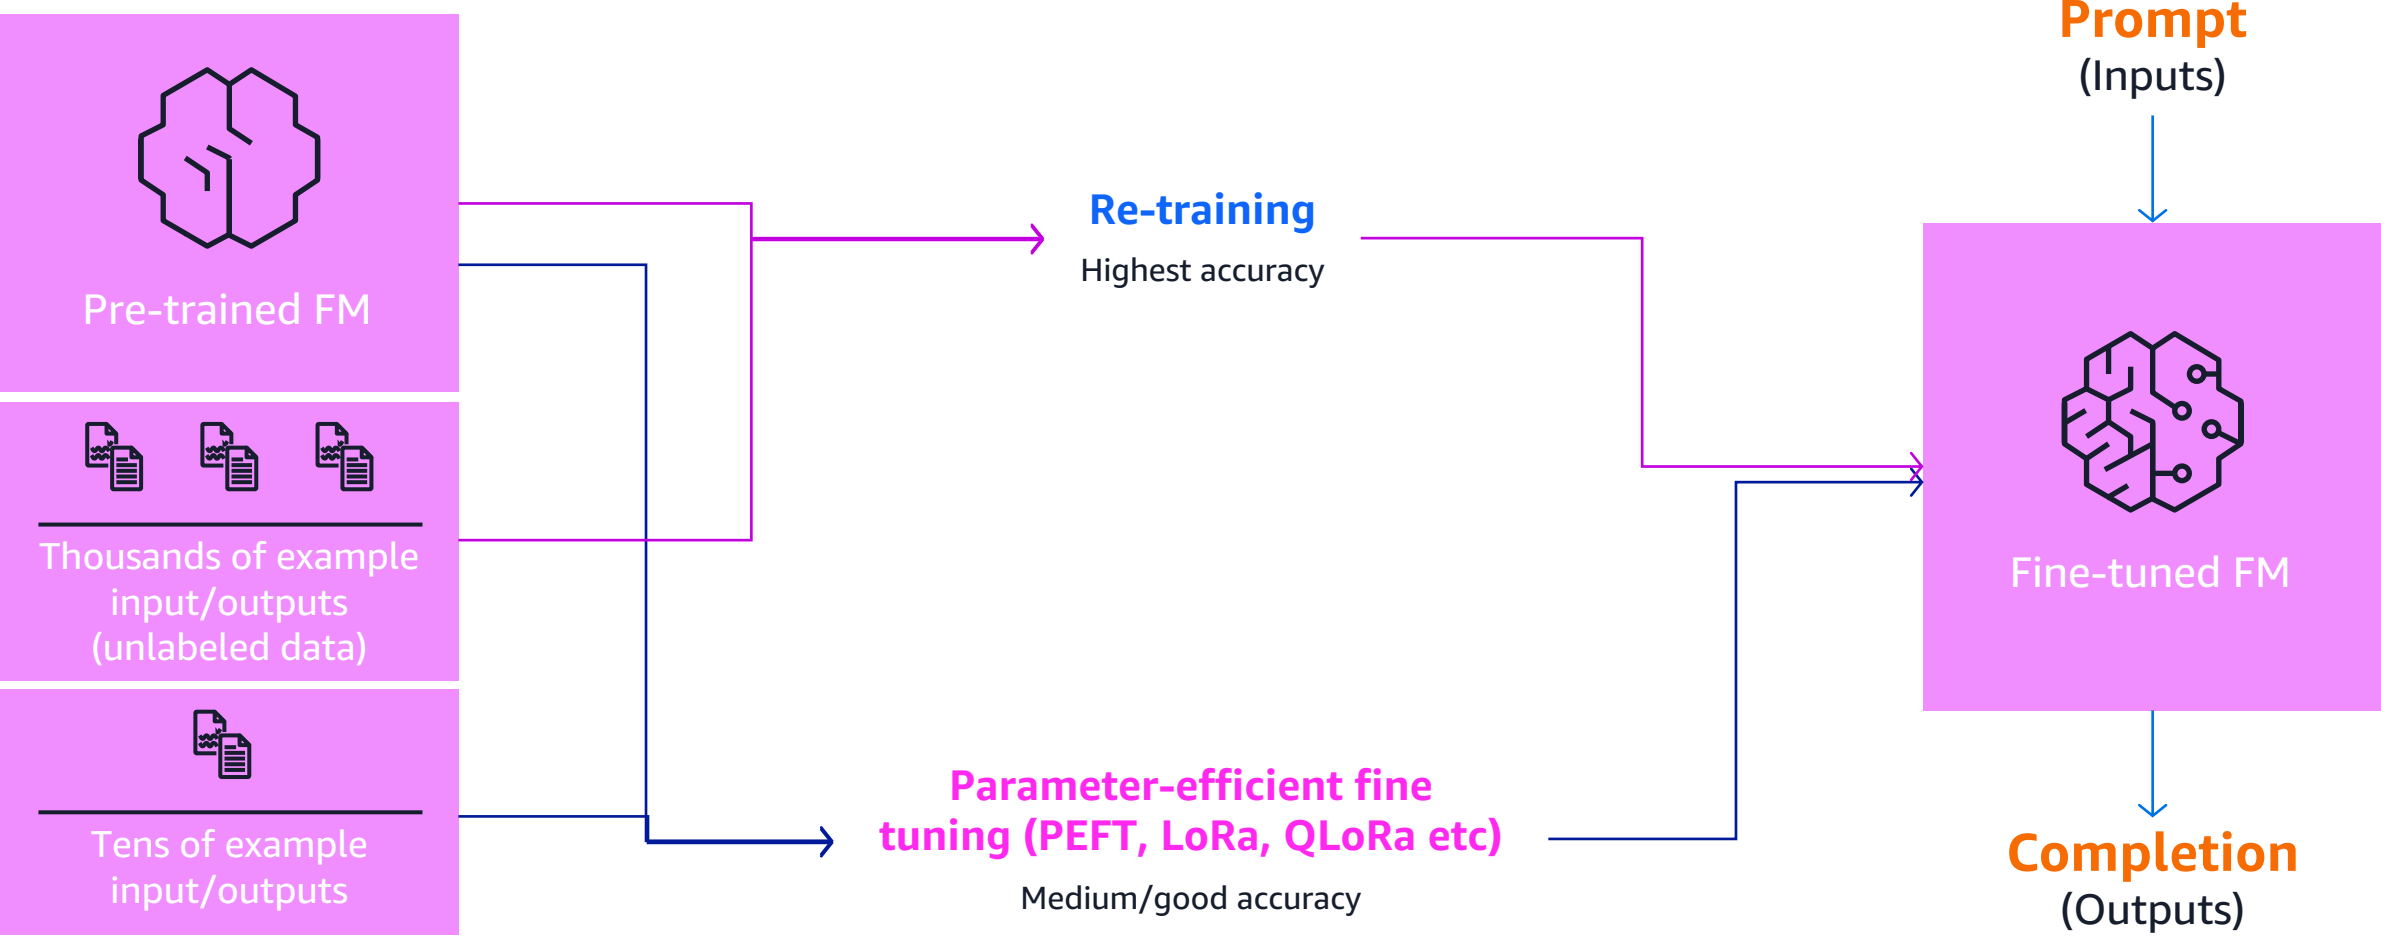 Pre-trained FM
Thousands of example
input/outputs
(unlabeled data)
Tens of example
input/outputs
Re-training
Highest accuracy
Parameter-efficient fine
tuning (PEFT, LoRa, QLoRa etc)
Medium/good accuracy
Prompt
(Inputs)
Fine-tuned FM
Completion
(Outputs)